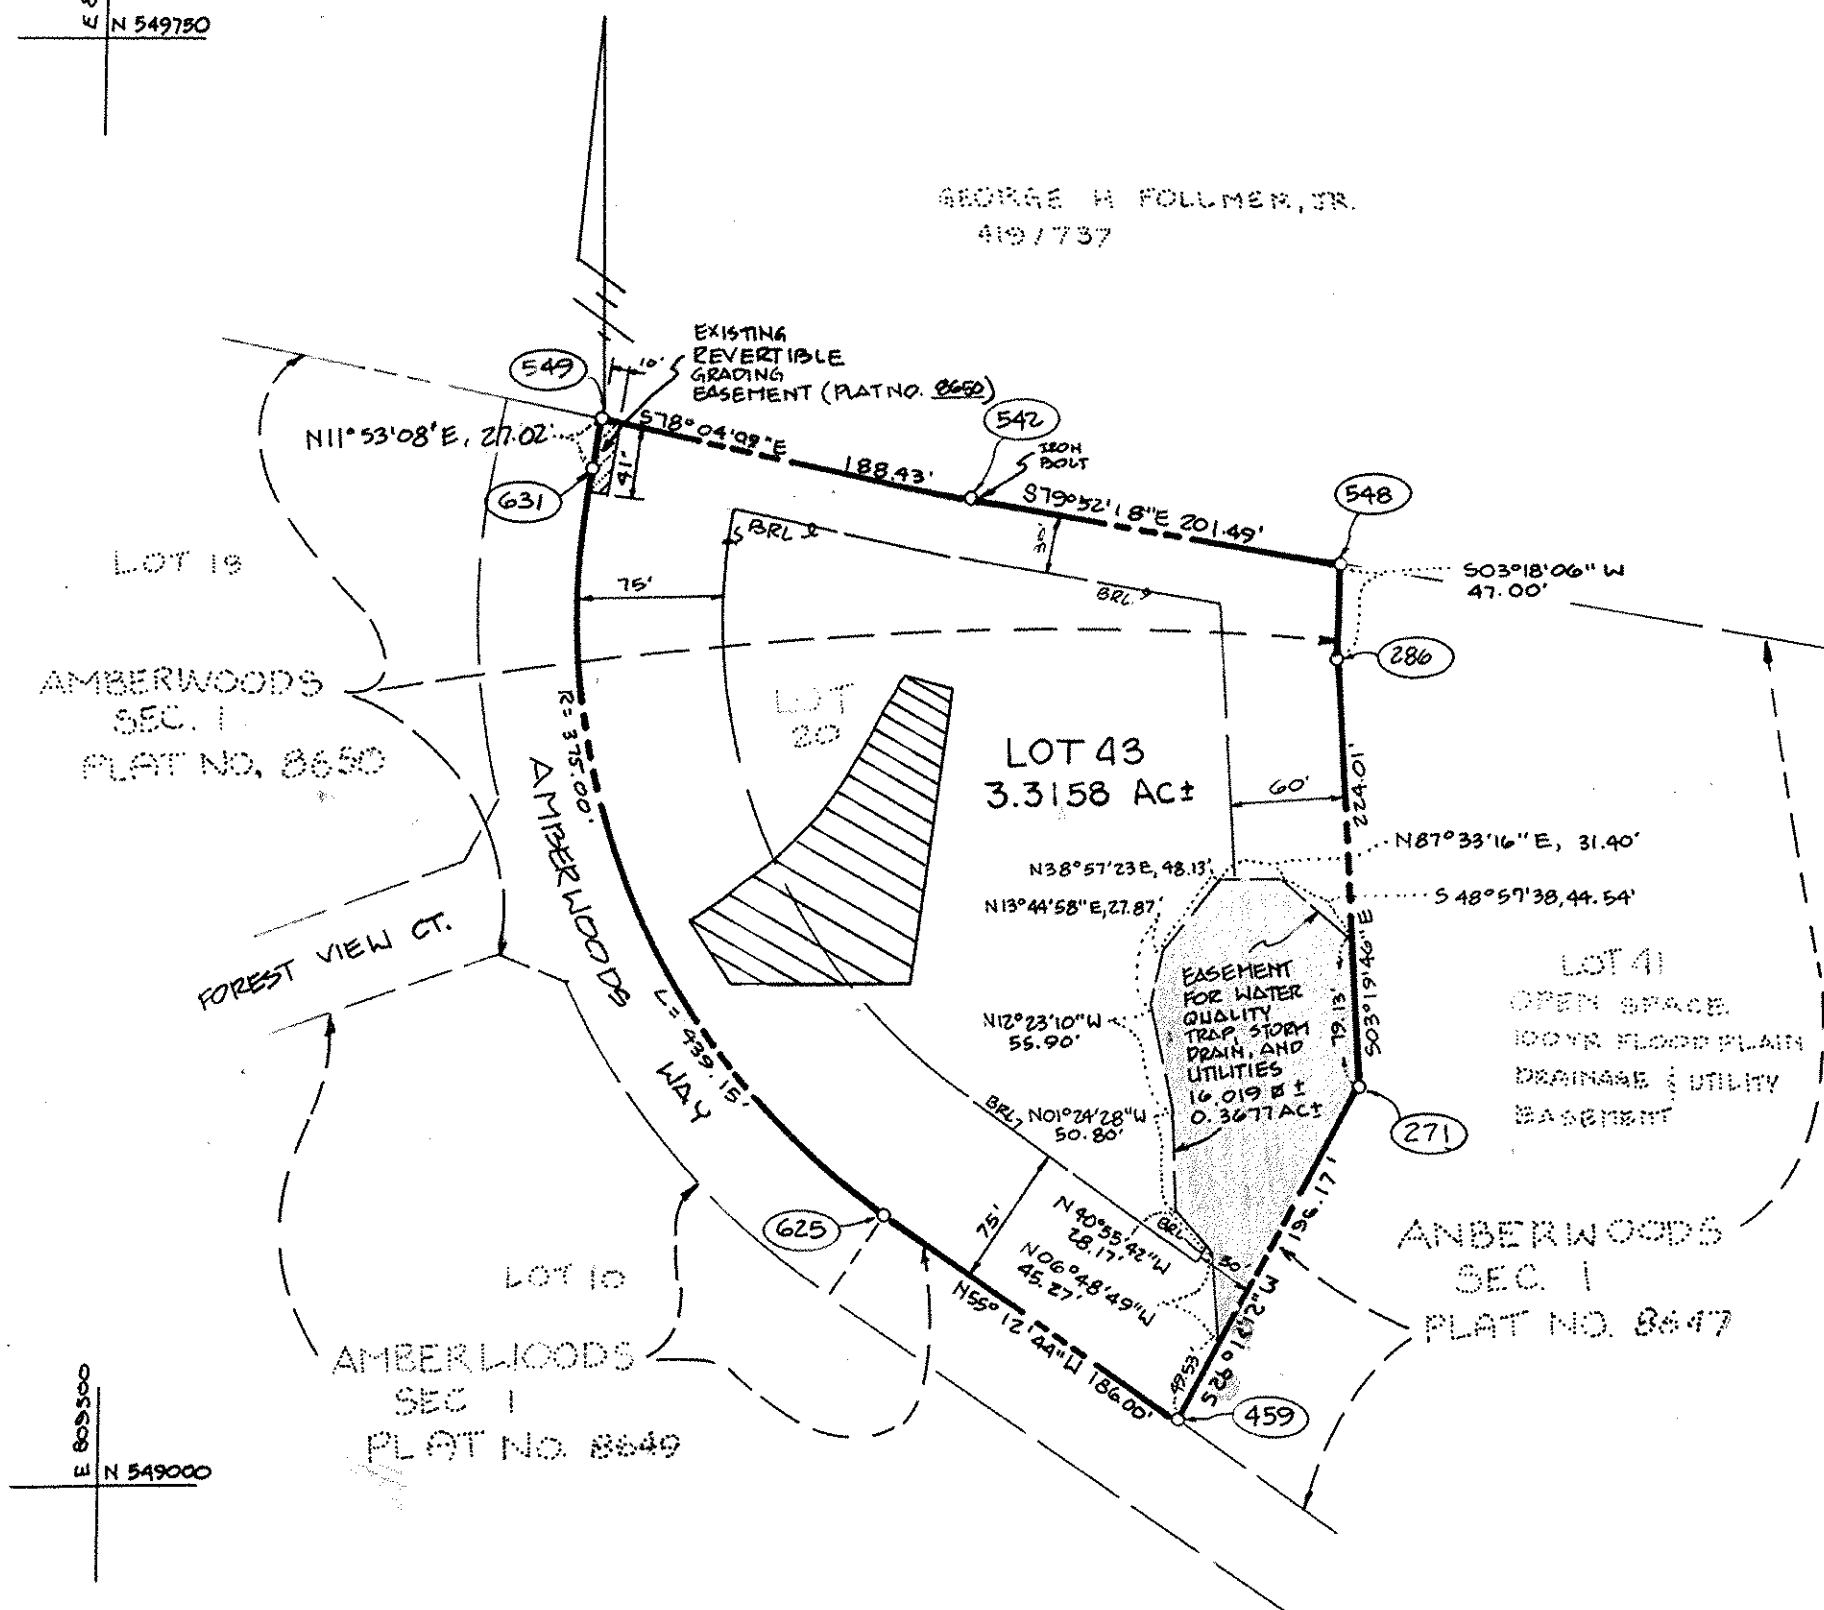 N 549750
GEORGE H FOLLMER, JR.
419/737
EXISTING
REVERTIBLE
GRADING
EASEMENT (PLAT NO. 8650)
10'
549
N11°53'08"E, 27.02'
41'
631
S78°04'09"E
188.43'
542
IRON
BOLT
S79°52'18"E 201.49'
548
30'
BRL
BRL
S03°18'06" W
47.00'
286
LOT 19
75'
AMBERWOODS
SEC. 1
PLAT NO. 8650
R= 375.00'
LOT
20
LOT 43
3.3158 AC±
60'
224.01'
N87°33'16" E, 31.40'
N38°57'23E, 48.13'
S 48°57'38, 44.54'
N13°44'58"E, 27.87'
AMBERWOODS
WAY
L= 439.15'
FOREST VIEW CT.
EASEMENT
FOR WATER
QUALITY
TRAP, STORM
DRAIN, AND
UTILITIES
16,019 ±
0.3677 AC±
N12°23'10"W
55.90'
79.13'
S03°19'46"E
LOT 41
OPEN SPACE
100YR FLOOD PLAIN
DRAINAGE & UTILITY
EASEMENT
BRL
N01°24'28"W
50.80'
271
75'
N40°55'42"W
28.17'
BRL
N06°48'49"W
45.27'
30'
196.17'
625
N55°12'44"W 186.00'
49.53'
459
ANBERWOODS
SEC. 1
PLAT NO. 8647
LOT 10
AMBERWOODS
SEC 1
PLAT NO. 8649
E 809500
N 549000